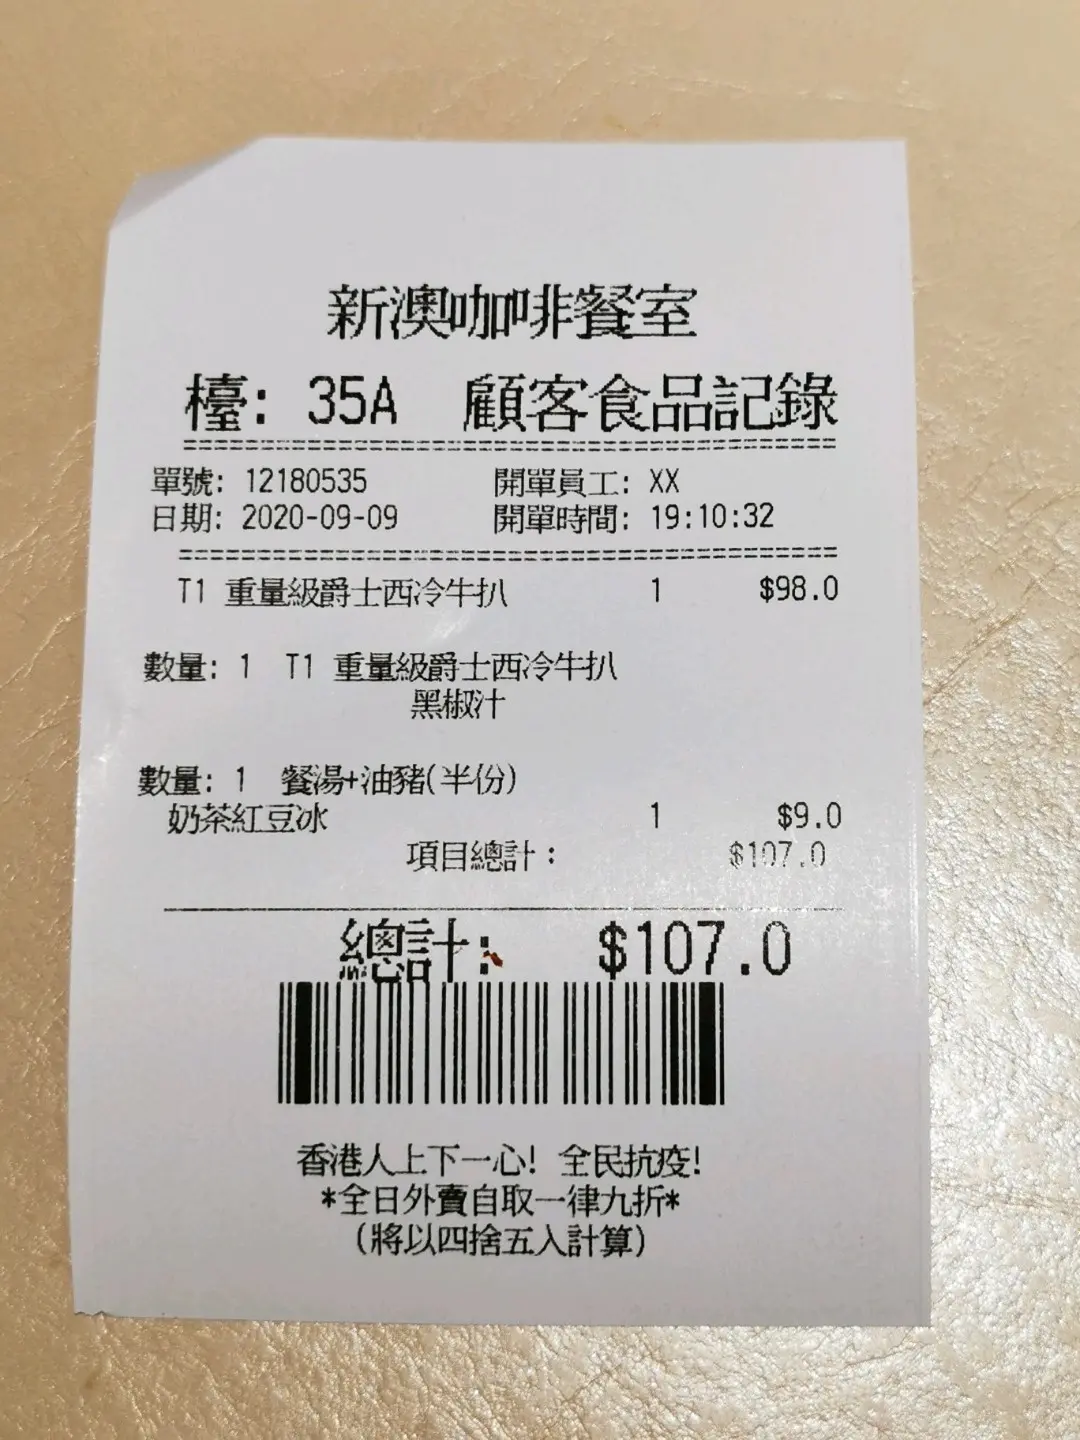 新澳咖啡餐室
檯: 35A 顧客食品記錄
單號: 12180535 開單員工: XX
日期: 2020-09-09 開單時間: 19:10:32
T1 重量級爵士西冷牛扒 1 $98.0
數量: 1 T1 重量級爵士西冷牛扒
黑椒汁
數量: 1 餐湯+油豬(半份)
奶茶紅豆冰 1 $9.0
項目總計: $107.0
總計: $107.0
香港人上下一心! 全民抗疫!
*全日外賣自取一律九折*
(將以四捨五入計算)